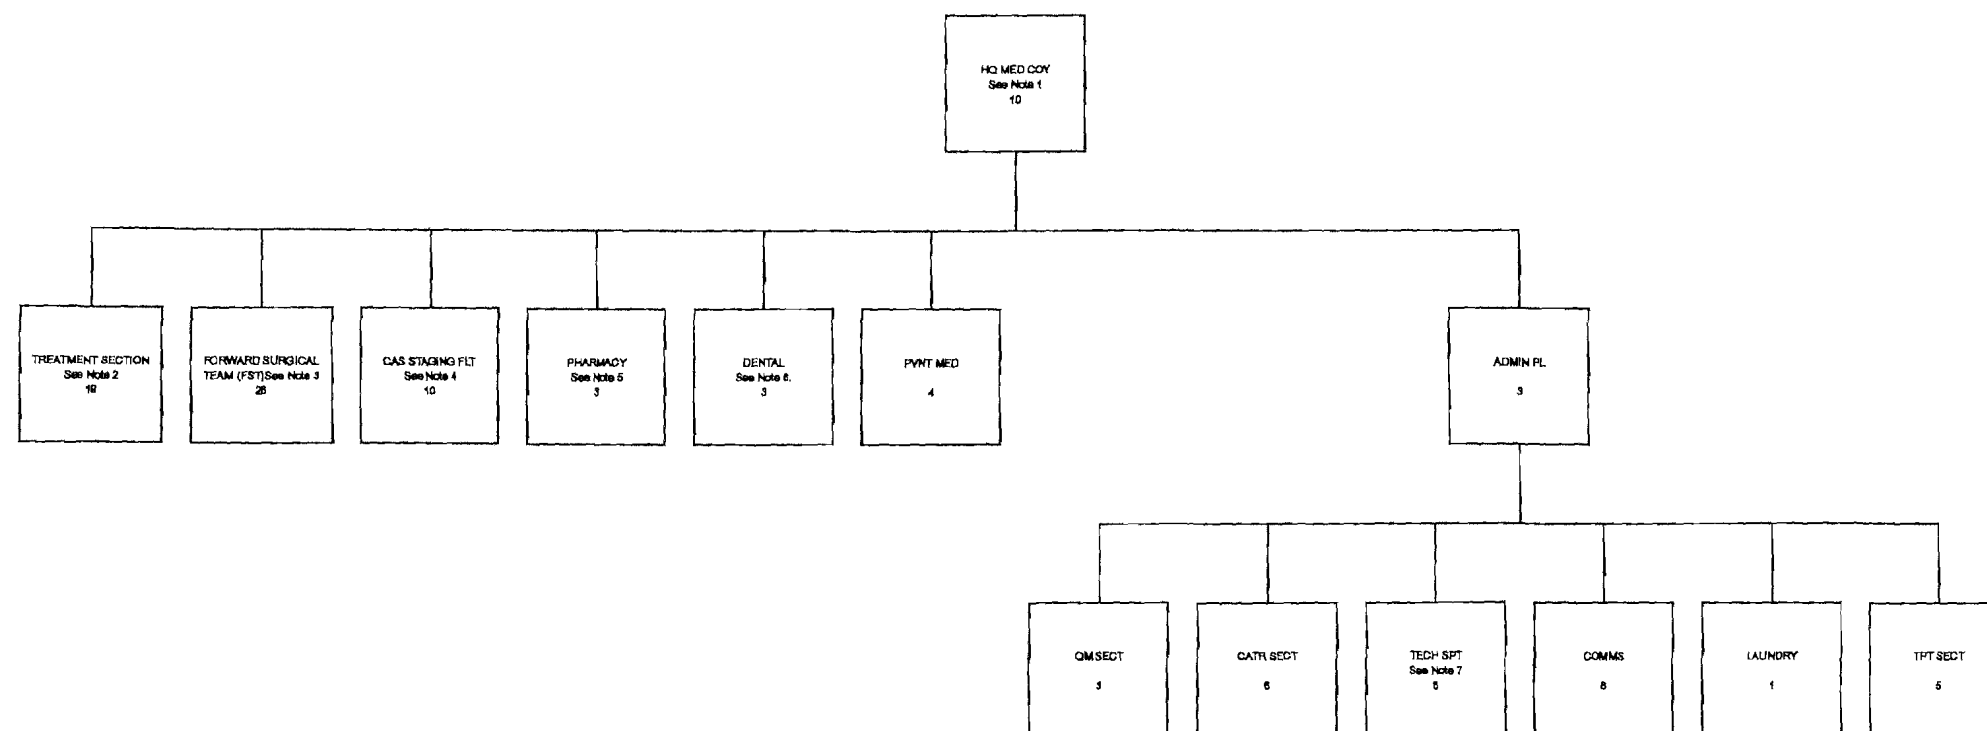 HQ MED COY
See Note 1
10
TREATMENT SECTION
See Note 2
19
FORWARD SURGICAL
TEAM (FST)See Note 3
26
CAS STAGING FLT
See Note 4
10
PHARMACY
See Note 5
3
DENTAL
See Note 6.
3
PVNT MED
4
ADMIN PL
3
QM SECT
3
CATR SECT
6
TECH SPT
See Note 7
COMMS
LAUNDRY
1
TPT SECT
5